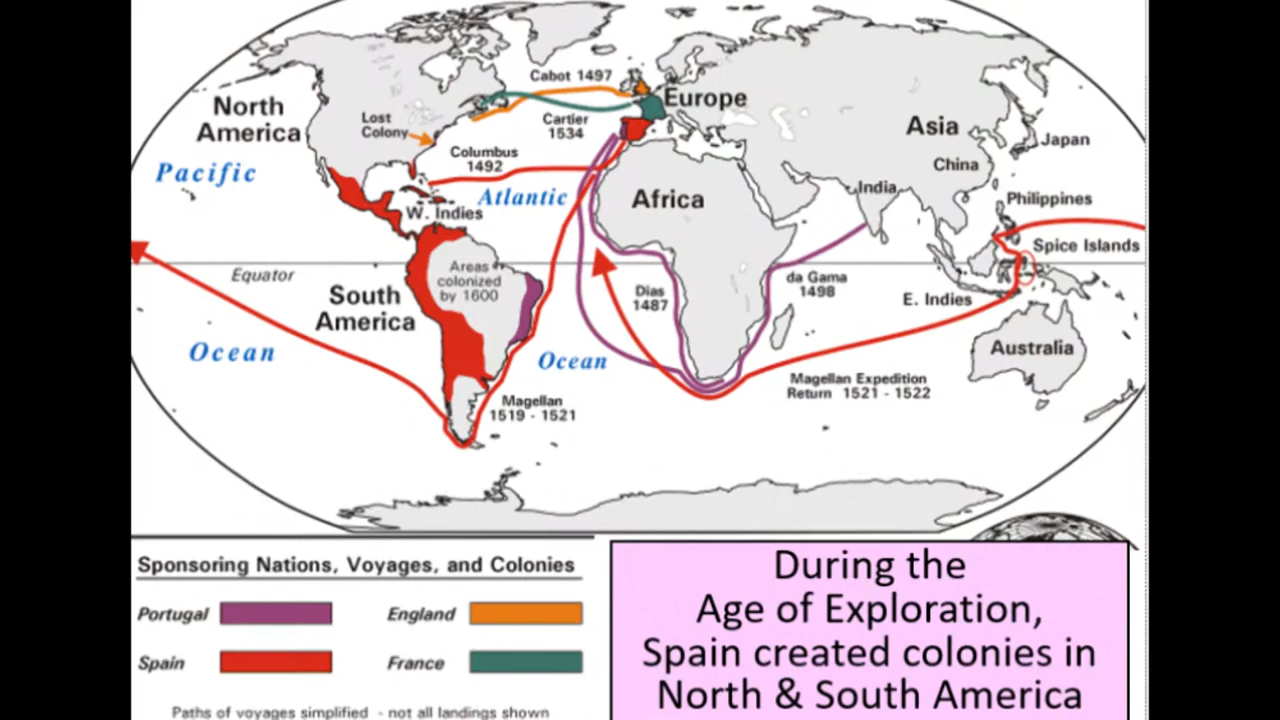 Cabot 1497
North
America
Lost
Colony
Cartier
1534
Europe
Asia
Japan
China
Columbus
1492
Pacific
Atlantic
Africa
India
Philippines
W. Indies
Spice Islands
Equator
Areas
colonized
by 1600
da Gama
1498
Dias
1487
E. Indies
South
America
Ocean
Ocean
Australia
Magellan
1519 - 1521
Magellan Expedition
Return 1521 - 1522
Sponsoring Nations, Voyages, and Colonies
Portugal
England
Spain
France
Paths of voyages simplified - not all landings shown
During the
Age of Exploration,
Spain created colonies in
North & South America